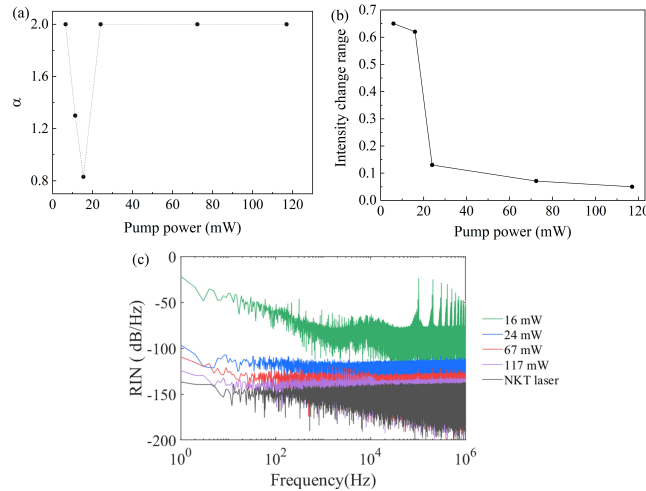 (a)
2.0
1.6
1.2
0.8
α
0 20 40 60 80 100 120
Pump power (mW)
(b)
0.7
0.6
0.5
0.4
0.3
0.2
0.1
0.0
Intensity change range
0 20 40 60 80 100 120
Pump power (mW)
(c)
0
-50
-100
-150
-200
RIN ( dB/Hz)
10^0 10^2 10^4 10^6
Frequency(Hz)
16 mW
24 mW
67 mW
117 mW
NKT laser